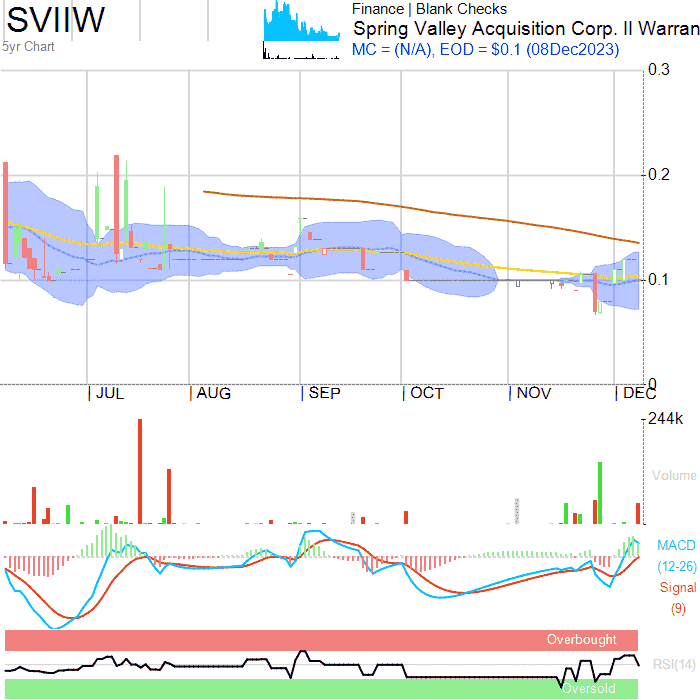 SVIIW
5yr Chart
Finance | Blank Checks
Spring Valley Acquisition Corp. II Warran
MC = (N/A), EOD = $0.1 (08Dec2023)
0.3
0.2
0.1
0
JUL AUG SEP OCT NOV DEC
244k
Volume
MACD
(12-26)
Signal
(9)
Overbought
RSI(14)
Oversold